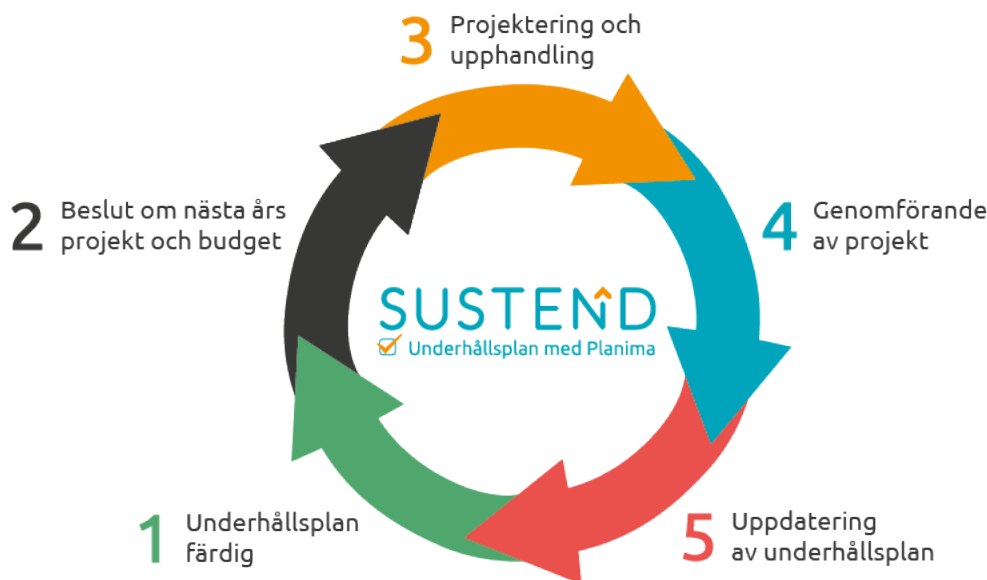 3 Projektering och
upphandling
2 Beslut om nästa års
projekt och budget
4 Genomförande
av projekt
SUSTEND
Underhållsplan med Planima
1 Underhållsplan
färdig
5 Uppdatering
av underhållsplan